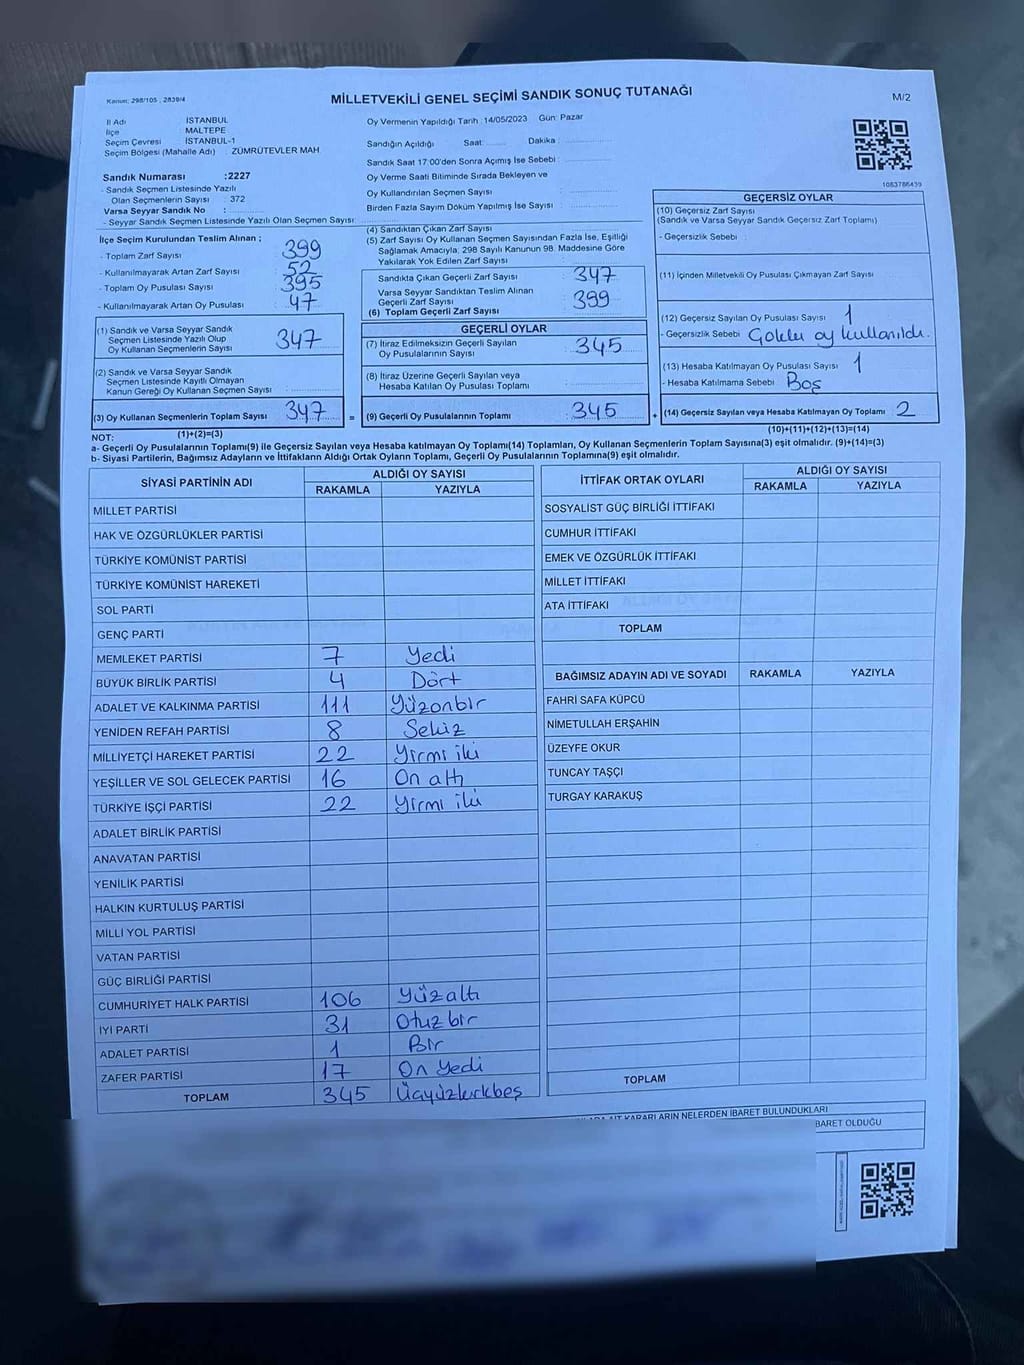 Kanun: 298/105 , 2839/4
MİLLETVEKİLİ GENEL SEÇİMİ SANDIK SONUÇ TUTANAĞI
M/2
İl Adı İSTANBUL
İlçe MALTEPE
Seçim Çevresi İSTANBUL-1
Seçim Bölgesi (Mahalle Adı) : ZÜMRÜTEVLER MAH
Oy Vermenin Yapıldığı Tarih :14/05/2023 Gün: Pazar
Sandığın Açıldığı Saat: Dakika :
Sandık Saat 17:00'den Sonra Açılmış İse Sebebi :
Oy Verme Saati Bitiminde Sırada Bekleyen ve
Oy Kullandırılan Seçmen Sayısı :
Birden Fazla Sayım Döküm Yapılmış İse Sayısı :
Sandık Numarası :2227
- Sandık Seçmen Listesinde Yazılı
Olan Seçmenlerin Sayısı : 372
Varsa Seyyar Sandık No :
- Seyyar Sandık Seçmen Listesinde Yazılı Olan Seçmen Sayısı:
1083786439
İlçe Seçim Kurulundan Teslim Alınan ;
- Toplam Zarf Sayısı : 399
- Kullanılmayarak Artan Zarf Sayısı : 52
- Toplam Oy Pusulası Sayısı : 395
- Kullanılmayarak Artan Oy Pusulası : 47
(1) Sandık ve Varsa Seyyar Sandık
Seçmen Listesinde Yazılı Olup
Oy Kullanan Seçmenlerin Sayısı : 347
(2) Sandık ve Varsa Seyyar Sandık
Seçmen Listesinde Kayıtlı Olmayan
Kanun Gereği Oy Kullanan Seçmen Sayısı :
(3) Oy Kullanan Seçmenlerin Toplam Sayısı : 347 =
(1)+(2)=(3)
(4) Sandıktan Çıkan Zarf Sayısı :
(5) Zarf Sayısı Oy Kullanan Seçmen Sayısından Fazla İse, Eşitliği
Sağlamak Amacıyla; 298 Sayılı Kanunun 98. Maddesine Göre
Yakılarak Yok Edilen Zarf Sayısı :
Sandıkta Çıkan Geçerli Zarf Sayısı : 347
Varsa Seyyar Sandıktan Teslim Alınan
Geçerli Zarf Sayısı : 399
(6) Toplam Geçerli Zarf Sayısı :
GEÇERLİ OYLAR
(7) İtiraz Edilmeksizin Geçerli Sayılan
Oy Pusulalarının Sayısı : 345
(8) İtiraz Üzerine Geçerli Sayılan veya
Hesaba Katılan Oy Pusulası Toplamı :
(9) Geçerli Oy Pusulalarının Toplamı : 345 +
GEÇERSİZ OYLAR
(10) Geçersiz Zarf Sayısı
(Sandık ve Varsa Seyyar Sandık Geçersiz Zarf Toplamı)
- Geçersizlik Sebebi :
(11) İçinden Milletvekili Oy Pusulası Çıkmayan Zarf Sayısı
(12) Geçersiz Sayılan Oy Pusulası Sayısı : 1
- Geçersizlik Sebebi oy kullanıldı.
(13) Hesaba Katılmayan Oy Pusulası Sayısı : 1
- Hesaba Katılmama Sebebi : Boş
(14) Geçersiz Sayılan veya Hesaba Katılmayan Oy Toplamı : 2
(10)+(11)+(12)+(13)=(14)
NOT:
a- Geçerli Oy Pusulalarının Toplamı(9) ile Geçersiz Sayılan veya Hesaba katılmayan Oy Toplamı(14) Toplamları, Oy Kullanan Seçmenlerin Toplam Sayısına(3) eşit olmalıdır. (9)+(14)=(3)
b- Siyasi Partilerin, Bağımsız Adayların ve İttifakların Aldığı Ortak Oyların Toplamı, Geçerli Oy Pusulalarının Toplamına(9) eşit olmalıdır.
SİYASİ PARTİNİN ADI ALDIĞI OY SAYISI
RAKAMLA YAZIYLA
MİLLET PARTİSİ
HAK VE ÖZGÜRLÜKLER PARTİSİ
TÜRKİYE KOMÜNİST PARTİSİ
TÜRKİYE KOMÜNİST HAREKETİ
SOL PARTİ
GENÇ PARTİ
MEMLEKET PARTİSİ 7 Yedi
BÜYÜK BİRLİK PARTİSİ 4 Dört
ADALET VE KALKINMA PARTİSİ 111 Yüzonbir
YENİDEN REFAH PARTİSİ 8 Sekiz
MİLLİYETÇİ HAREKET PARTİSİ 22 Yirmi iki
YEŞİLLER VE SOL GELECEK PARTİSİ 16 On altı
TÜRKİYE İŞÇİ PARTİSİ 22 Yirmi iki
ADALET BİRLİK PARTİSİ
ANAVATAN PARTİSİ
YENİLİK PARTİSİ
HALKIN KURTULUŞ PARTİSİ
MİLLİ YOL PARTİSİ
VATAN PARTİSİ
GÜÇ BİRLİĞİ PARTİSİ
CUMHURİYET HALK PARTİSİ 106 Yüzaltı
İYİ PARTİ 31 Otuz bir
ADALET PARTİSİ 1 Bir
ZAFER PARTİSİ 17 On yedi
TOPLAM 345 Üçyüzkırkbeş
İTTİFAK ORTAK OYLARI ALDIĞI OY SAYISI
RAKAMLA YAZIYLA
SOSYALİST GÜÇ BİRLİĞİ İTTİFAKI
CUMHUR İTTİFAKI
EMEK VE ÖZGÜRLÜK İTTİFAKI
MİLLET İTTİFAKI
ATA İTTİFAKI
TOPLAM
BAĞIMSIZ ADAYIN ADI VE SOYADI RAKAMLA YAZIYLA
FAHRİ SAFA KÜPCÜ
NİMETULLAH ERŞAHİN
ÜZEYFE OKUR
TUNCAY TAŞÇI
TURGAY KARAKUŞ
TOPLAM
KARARLARIN NELERDEN İBARET BULUNDUKLARI
İBARET OLDUĞU